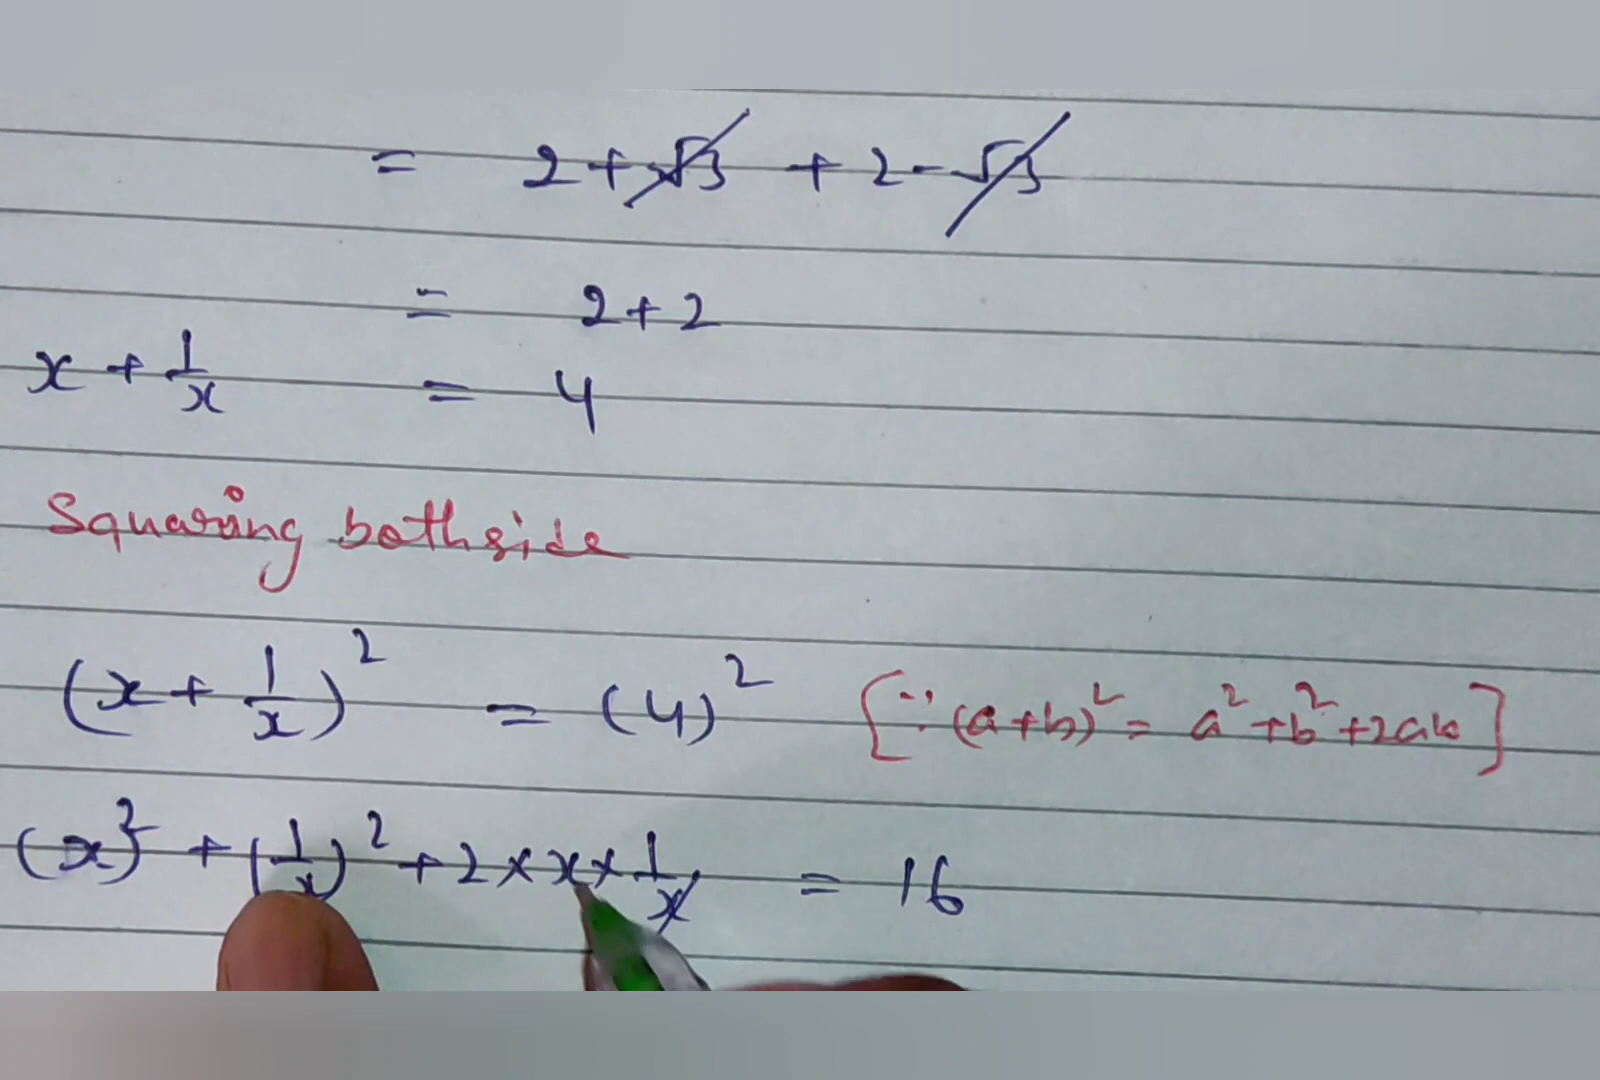 = 2+√3 + 2-√3
= 2+2
x + 1/x = 4
Squaring bothside
(x + 1/x)² = (4)² [∵ (a+b)² = a²+b²+2ab]
(x)² + (1/x)² + 2 × x × 1/x = 16